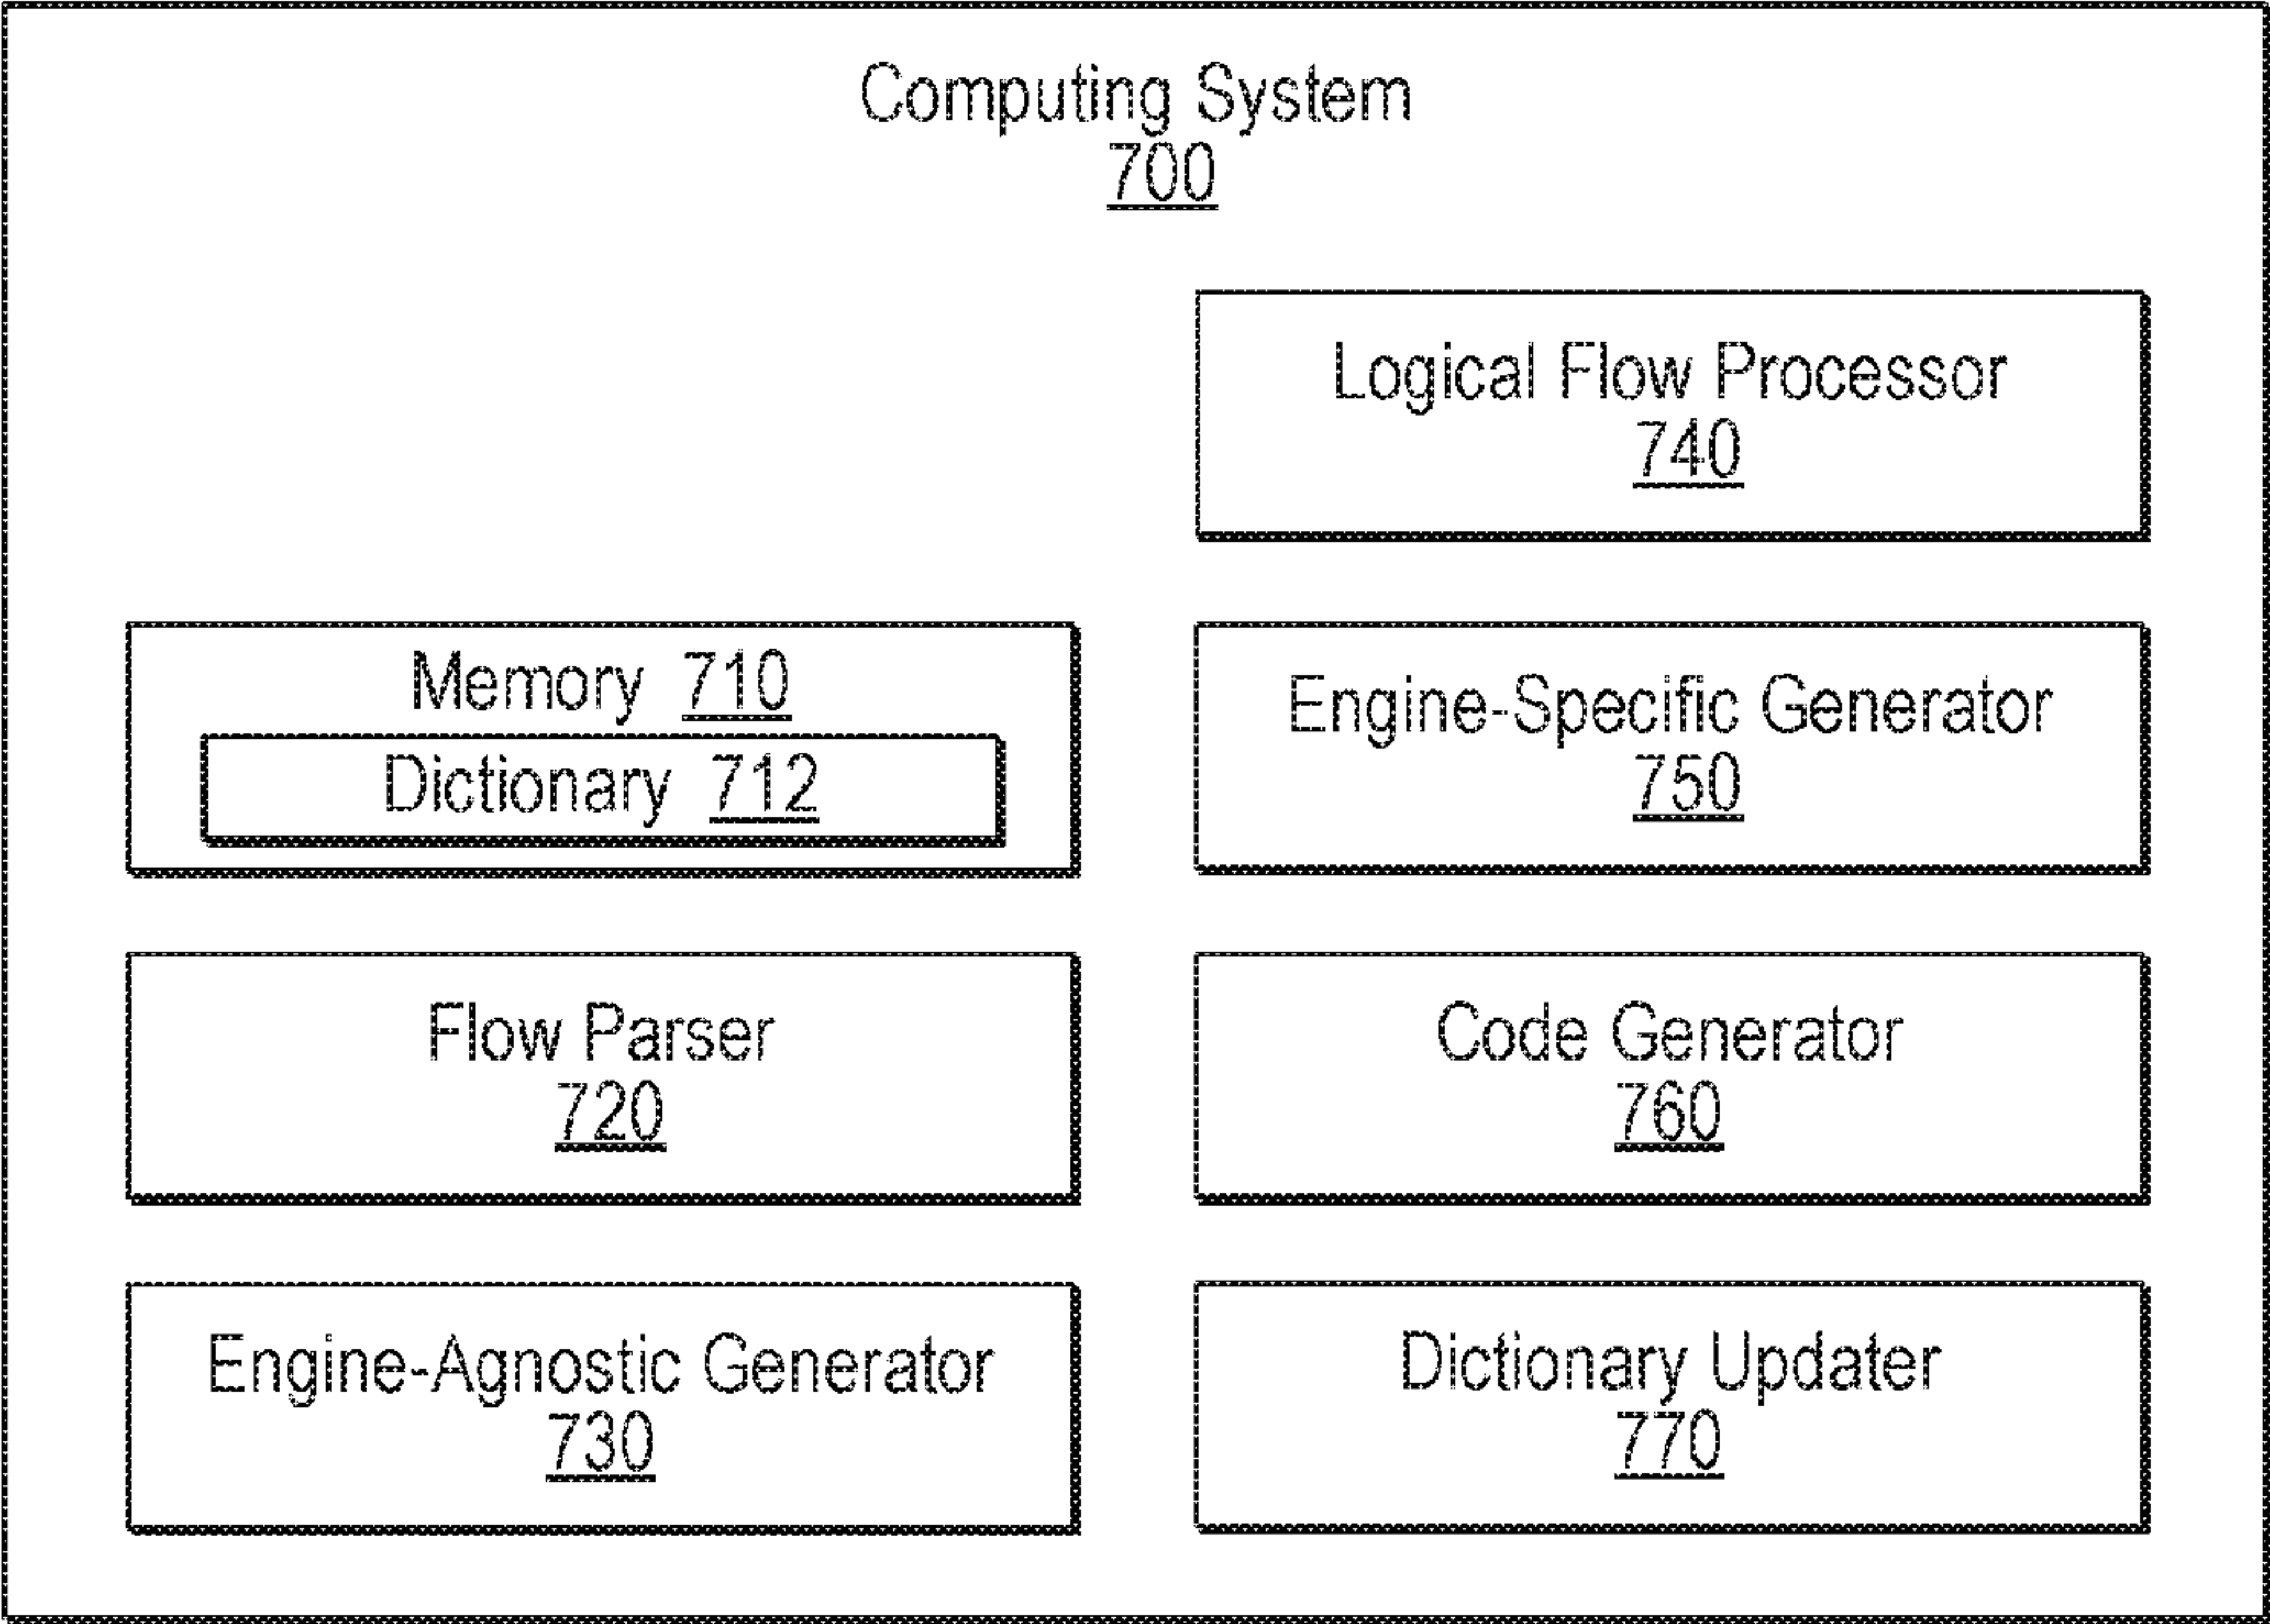 Computing System
700
Logical Flow Processor
740
Memory 710
Dictionary 712
Engine-Specific Generator
750
Flow Parser
720
Code Generator
760
Engine-Agnostic Generator
730
Dictionary Updater
770